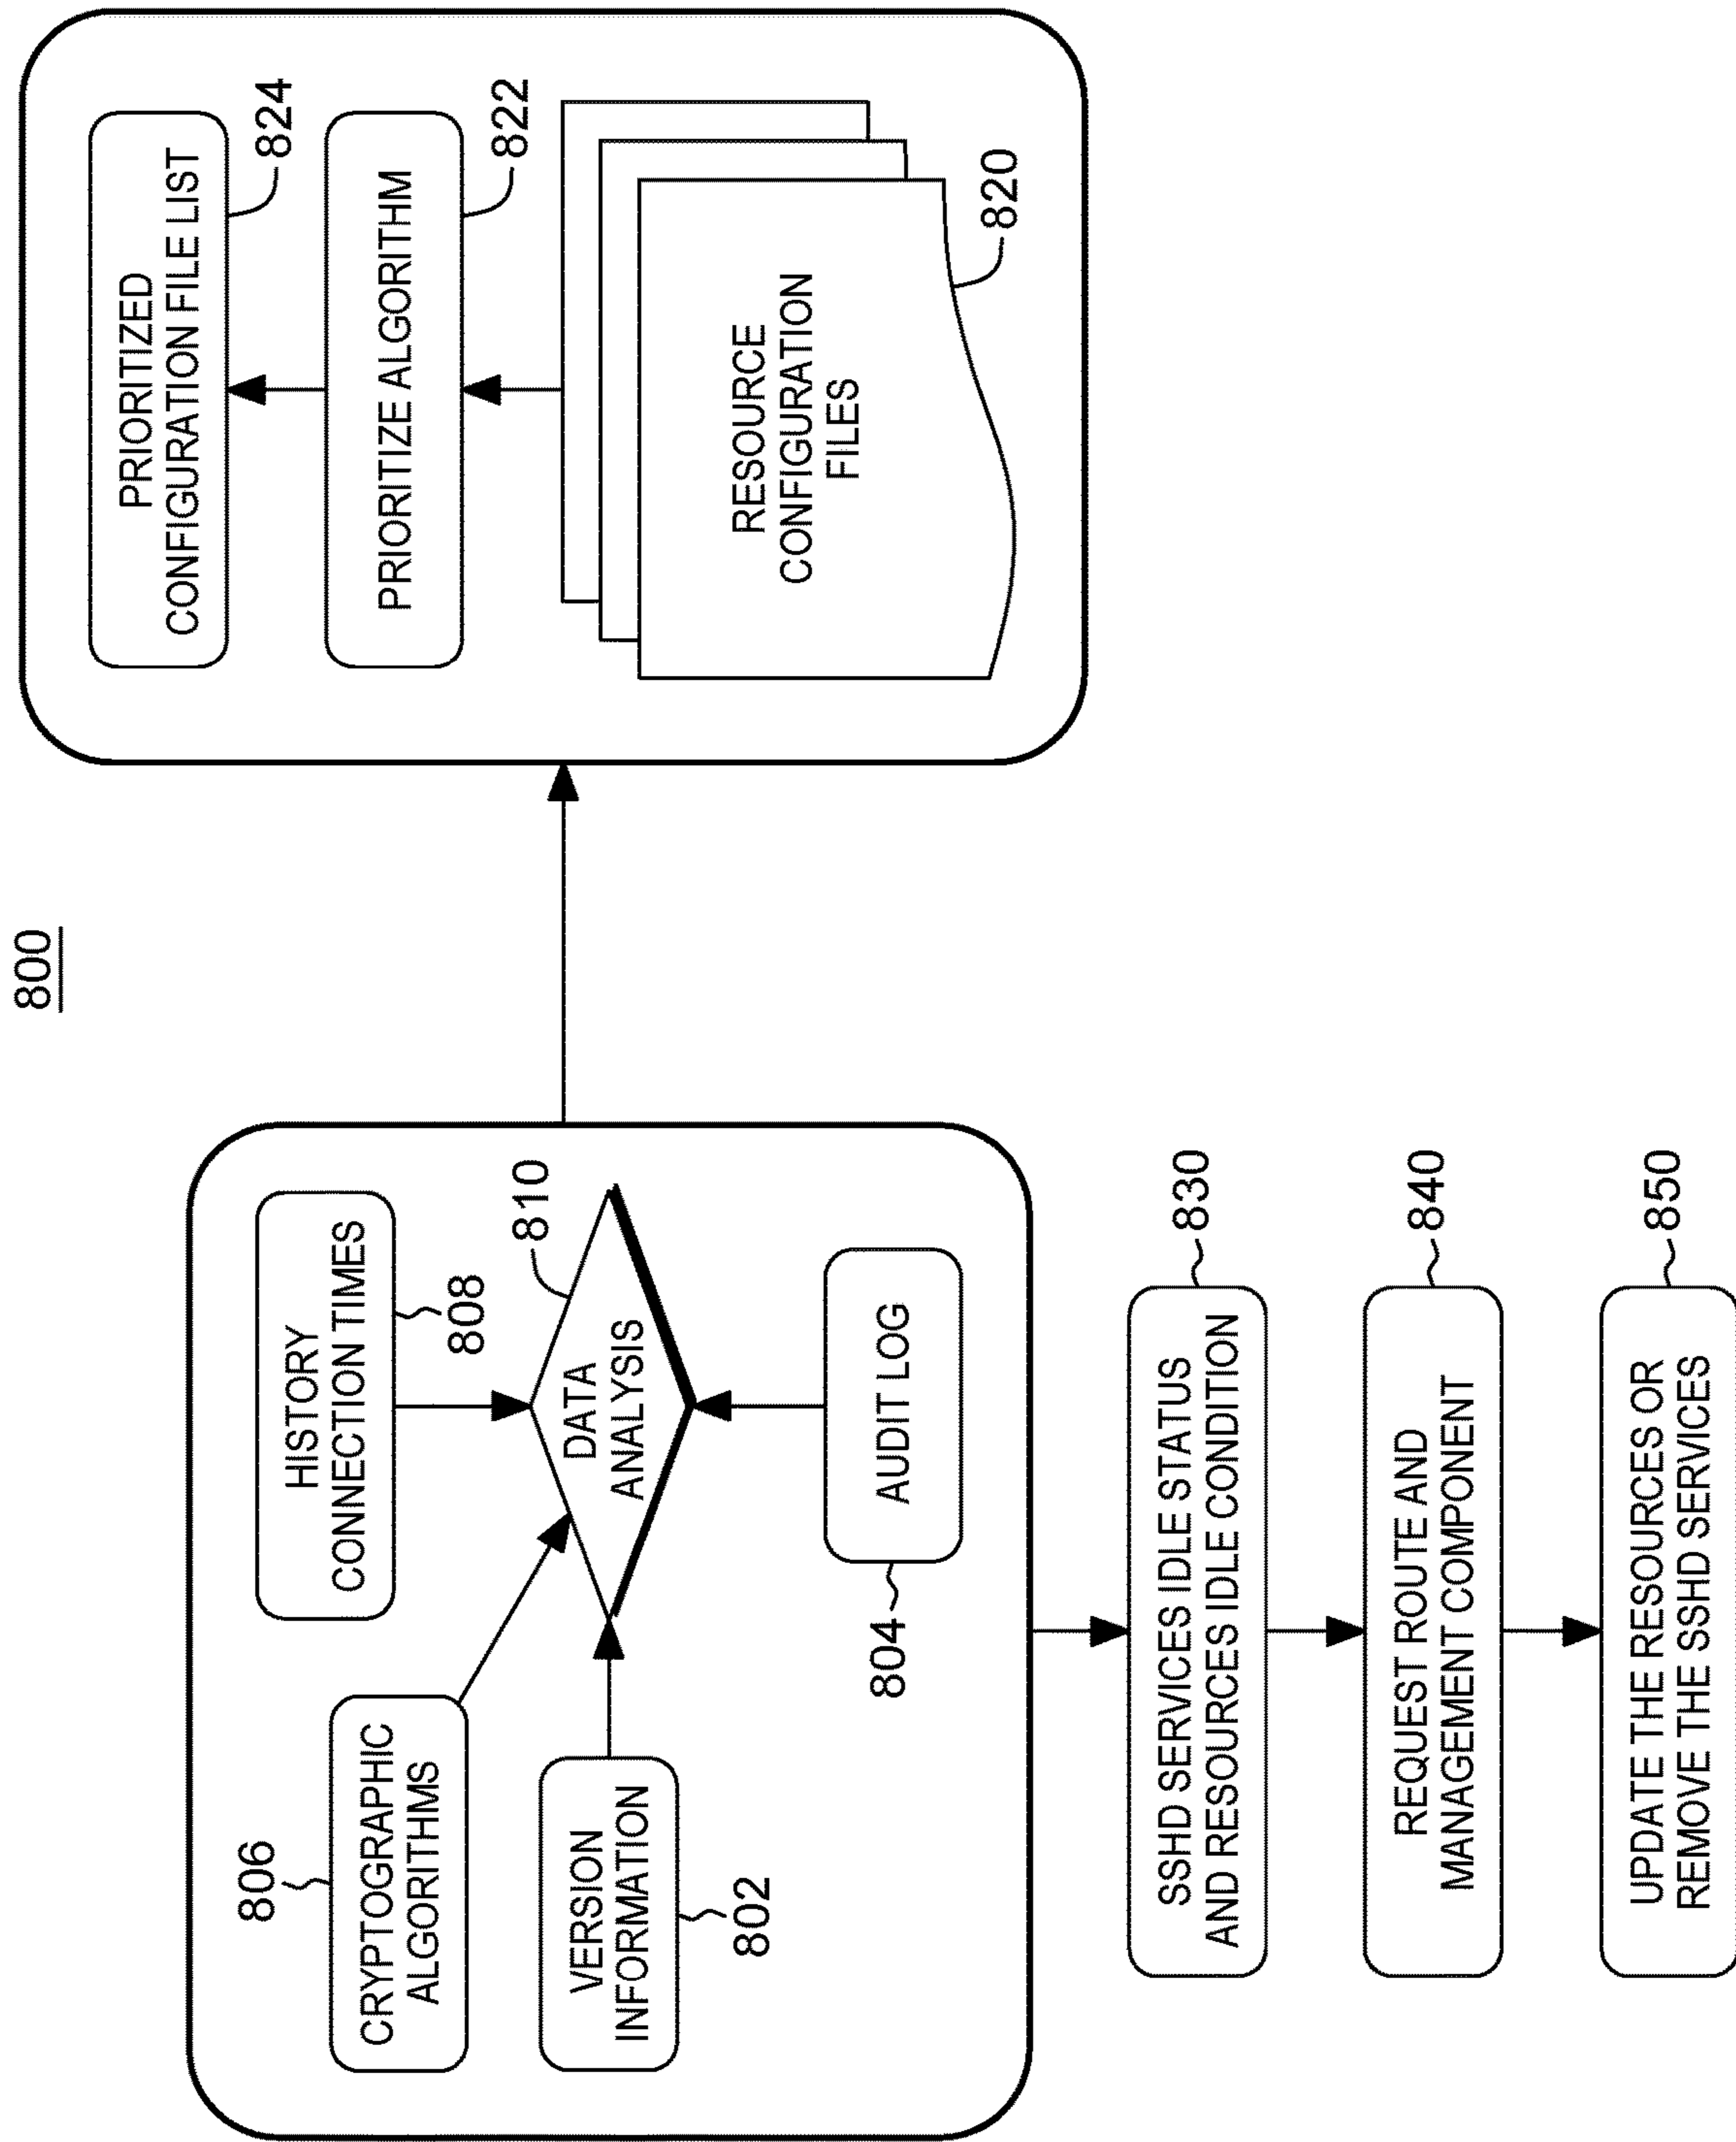 800
HISTORY
CONNECTION TIMES
808
CRYPTOGRAPHIC
ALGORITHMS
806
VERSION
INFORMATION
802
DATA
ANALYSIS
810
AUDIT LOG
804
PRIORITIZED
CONFIGURATION FILE LIST
824
PRIORITIZE ALGORITHM
822
RESOURCE
CONFIGURATION
FILES
820
SSHD SERVICES IDLE STATUS
AND RESOURCES IDLE CONDITION
830
REQUEST ROUTE AND
MANAGEMENT COMPONENT
840
UPDATE THE RESOURCES OR
REMOVE THE SSHD SERVICES
850